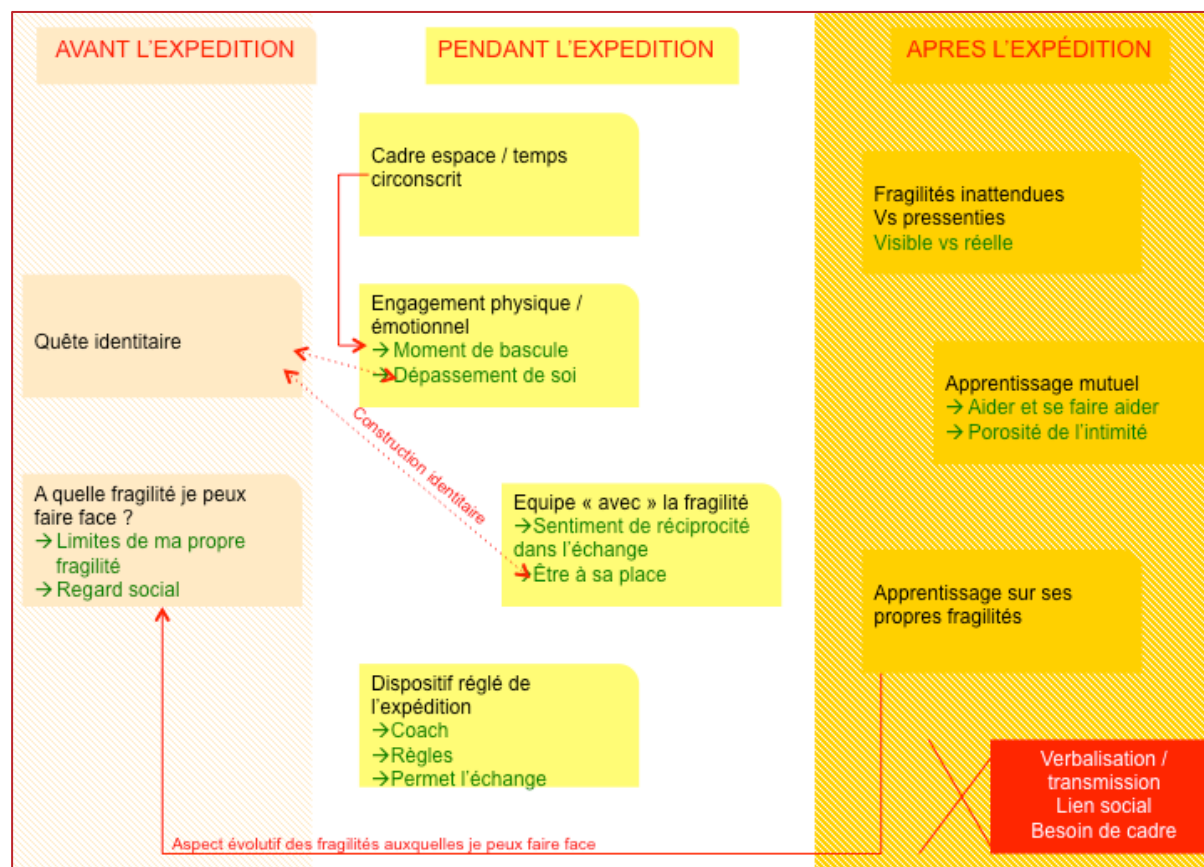 AVANT L'EXPEDITION
PENDANT L'EXPEDITION
APRES L'EXPÉDITION
Cadre espace / temps
circonscrit
Fragilités inattendues
Vs pressenties
Visible vs réelle
Quête identitaire
Engagement physique /
émotionnel
→ Moment de bascule
→ Dépassement de soi
Apprentissage mutuel
→ Aider et se faire aider
→ Porosité de l'intimité
Construction identitaire
A quelle fragilité je peux
faire face ?
→ Limites de ma propre
fragilité
→ Regard social
Equipe « avec » la fragilité
→Sentiment de réciprocité
dans l'échange
→Être à sa place
Apprentissage sur ses
propres fragilités
Dispositif réglé de
l'expédition
→Coach
→Règles
→Permet l'échange
Verbalisation /
transmission
Lien social
Besoin de cadre
Aspect évolutif des fragilités auxquelles je peux faire face